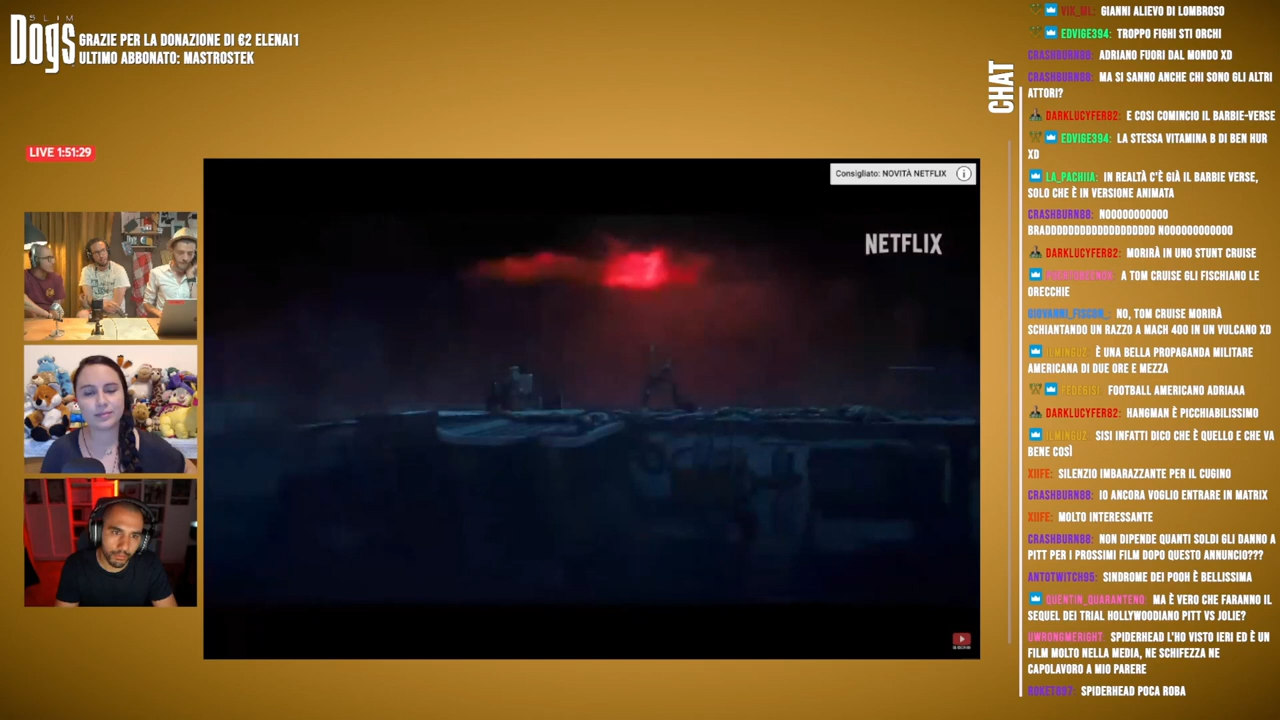 SLIM
Dogs
GRAZIE PER LA DONAZIONE DI €2 ELENAI1
ULTIMO ABBONATO: MASTROSTEK
LIVE 1:51:29
Consigliato: NOVITÀ NETFLIX
NETFLIX
CHAT
VIK_ML: GIANNI ALIEVO DI LOMBROSO
EDVIGE394: TROPPO FIGHI STI ORCHI
CRASHBURN88: ADRIANO FUORI DAL MONDO XD
CRASHBURN88: MA SI SANNO ANCHE CHI SONO GLI ALTRI
ATTORI?
DARKLUCYFER82: E COSI COMINCIO IL BARBIE-VERSE
EDVIGE394: LA STESSA VITAMINA B DI BEN HUR
XD
LA_PACHIIA: IN REALTÀ C'È GIÀ IL BARBIE VERSE,
SOLO CHE È IN VERSIONE ANIMATA
CRASHBURN88: NOOOOOOOOOOO
BRADDDDDDDDDDDDDDDDDDDD NOOOOOOOOOOOO
DARKLUCYFER82: MORIRÀ IN UNO STUNT CRUISE
A TOM CRUISE GLI FISCHIANO LE
ORECCHIE
GIOVANNI_FISCON_: NO, TOM CRUISE MORIRÀ
SCHIANTANDO UN RAZZO A MACH 400 IN UN VULCANO XD
ILMINGUZ: È UNA BELLA PROPAGANDA MILITARE
AMERICANA DI DUE ORE E MEZZA
FEDE6ISI: FOOTBALL AMERICANO ADRIAAA
DARKLUCYFER82: HANGMAN È PICCHIABILISSIMO
ILMINGUZ: SISI INFATTI DICO CHE È QUELLO E CHE VA
BENE COSÌ
XIIFE: SILENZIO IMBARAZZANTE PER IL CUGINO
CRASHBURN88: IO ANCORA VOGLIO ENTRARE IN MATRIX
XIIFE: MOLTO INTERESSANTE
CRASHBURN88: NON DIPENDE QUANTI SOLDI GLI DANNO A
PITT PER I PROSSIMI FILM DOPO QUESTO ANNUNCIO???
ANTOTWITCH95: SINDROME DEI POOH È BELLISSIMA
QUENTIN_QUARANTENO: MA È VERO CHE FARANNO IL
SEQUEL DEI TRIAL HOLLYWOODIANO PITT VS JOLIE?
UWRONGMERIGHT: SPIDERHEAD L'HO VISTO IERI ED È UN
FILM MOLTO NELLA MEDIA, NE SCHIFEZZA NE
CAPOLAVORO A MIO PARERE
ROKET897: SPIDERHEAD POCA ROBA